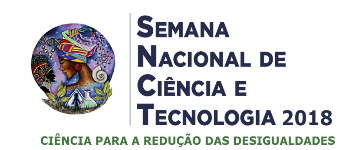 SEMANA
NACIONAL DE
CIÊNCIA E
TECNOLOGIA 2018
CIÊNCIA PARA A REDUÇÃO DAS DESIGUALDADES